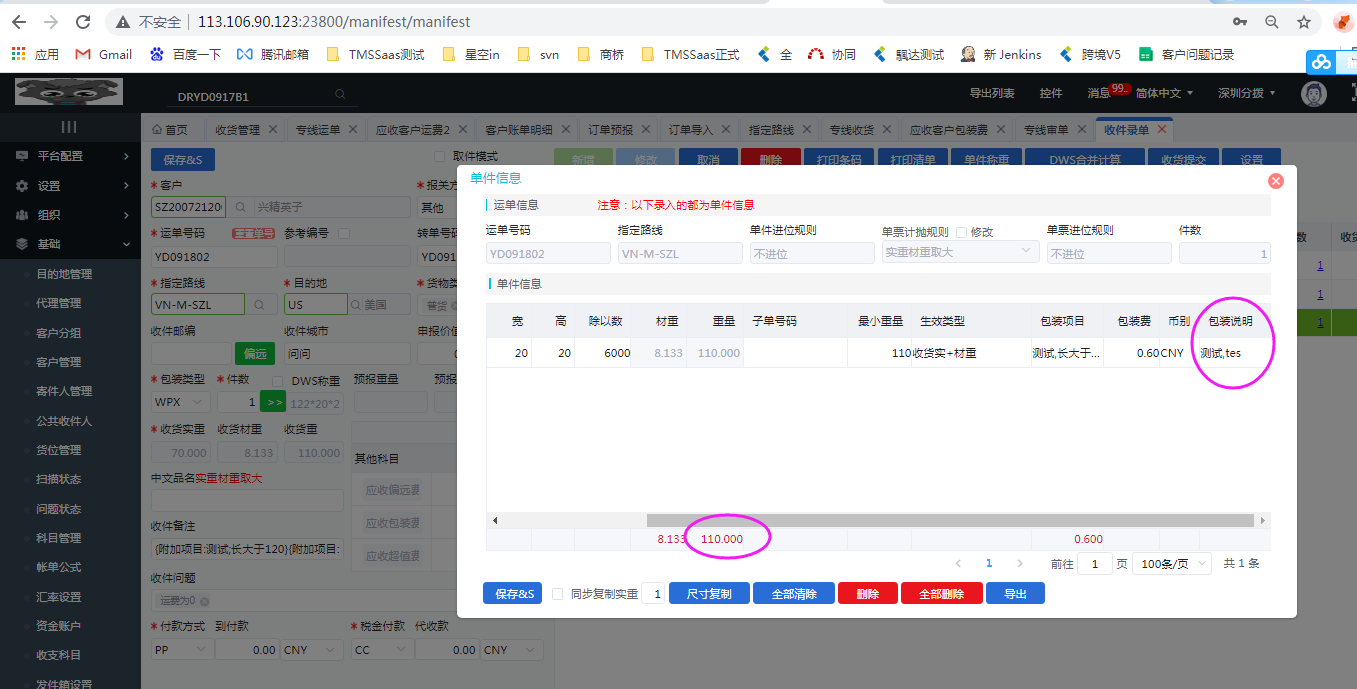 不安全 | 113.106.90.123:23800/manifest/manifest
应用 Gmail 百度一下 腾讯邮箱 TMSSaas测试 星空in svn 商桥 TMSSaas正式 全 协同 飘达测试 新 Jenkins 跨境V5 客户问题记录
DRYD0917B1 导出列表 控件 消息 99.. 简体中文 深圳分拨
首页 收货管理 专线运单 应收客户运费2 客户账单明细 订单预报 订单导入 指定路线 专线收货 应收客户包装费 专线审单 收件录单
平台配置
设置
组织
基础
目的地管理
代理管理
客户分组
客户管理
寄件人管理
公共收件人
货位管理
扫描状态
问题状态
科目管理
帐单公式
汇率设置
资金账户
收支科目
发件箱设置
保存&S 取件模式 新增 修改 取消 删除 打印条码 打印清单 单件称重 DWS合并计算 收货提交 设置
*客户 *报关方
SZ20072120 兴精英子 其他
*运单号码 生成单号 参考编号 转单号码
YD091802 YD091
*指定路线 *目的地 *货物类
VN-M-SZL US 美国 普货
收件邮编 收件城市 申报价值
偏远 问问
*包装类型 *件数 DWS称重 预报重量 预报
WPX 1 >> 122*20*2
*收货实重 收货材重 收货重
70.000 8.133 110.000
其他科目
中文品名实重材重取大
应收偏远费
收件备注
应收包装费
{附加项目:测试;长大于120}{附加项目:
应收超值费
收件问题
运费为0
*付款方式 到付款 *税金付款 代收款
PP 0.00 CNY CC 0.00 CNY
数 收货
1
1
1
单件信息
运单信息 注意：以下录入的都为单件信息
运单号码 指定路线 单件进位规则 单票计抛规则 修改 单票进位规则 件数
YD091802 VN-M-SZL 不进位 实重材重取大 不进位 1
单件信息
宽 高 除以数 材重 重量 子单号码 最小重量 生效类型 包装项目 包装费 币别 包装说明
20 20 6000 8.133 110.000 110 收货实+材重 测试,长大于... 0.60 CNY 测试,tes
8.133 110.000 0.600
1 前往 1 页 100条/页 共 1 条
保存&S 同步复制实重 1 尺寸复制 全部清除 删除 全部删除 导出